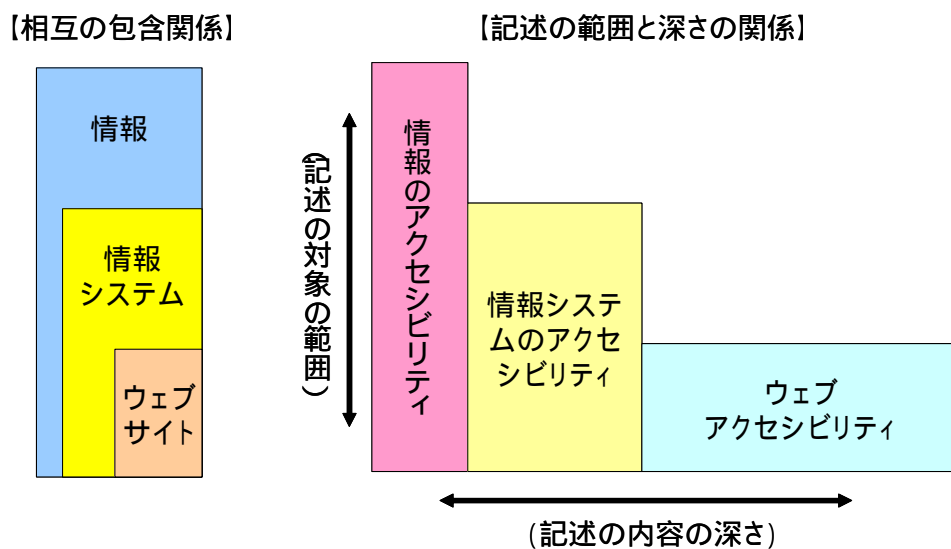 【相互の包含関係】
情報
情報
システム
ウェブ
サイト
【記述の範囲と深さの関係】
(記述の対象の範囲)
情報のアクセシビリティ
情報システ
ムのアクセ
シビリティ
ウェブ
アクセシビリティ
(記述の内容の深さ)